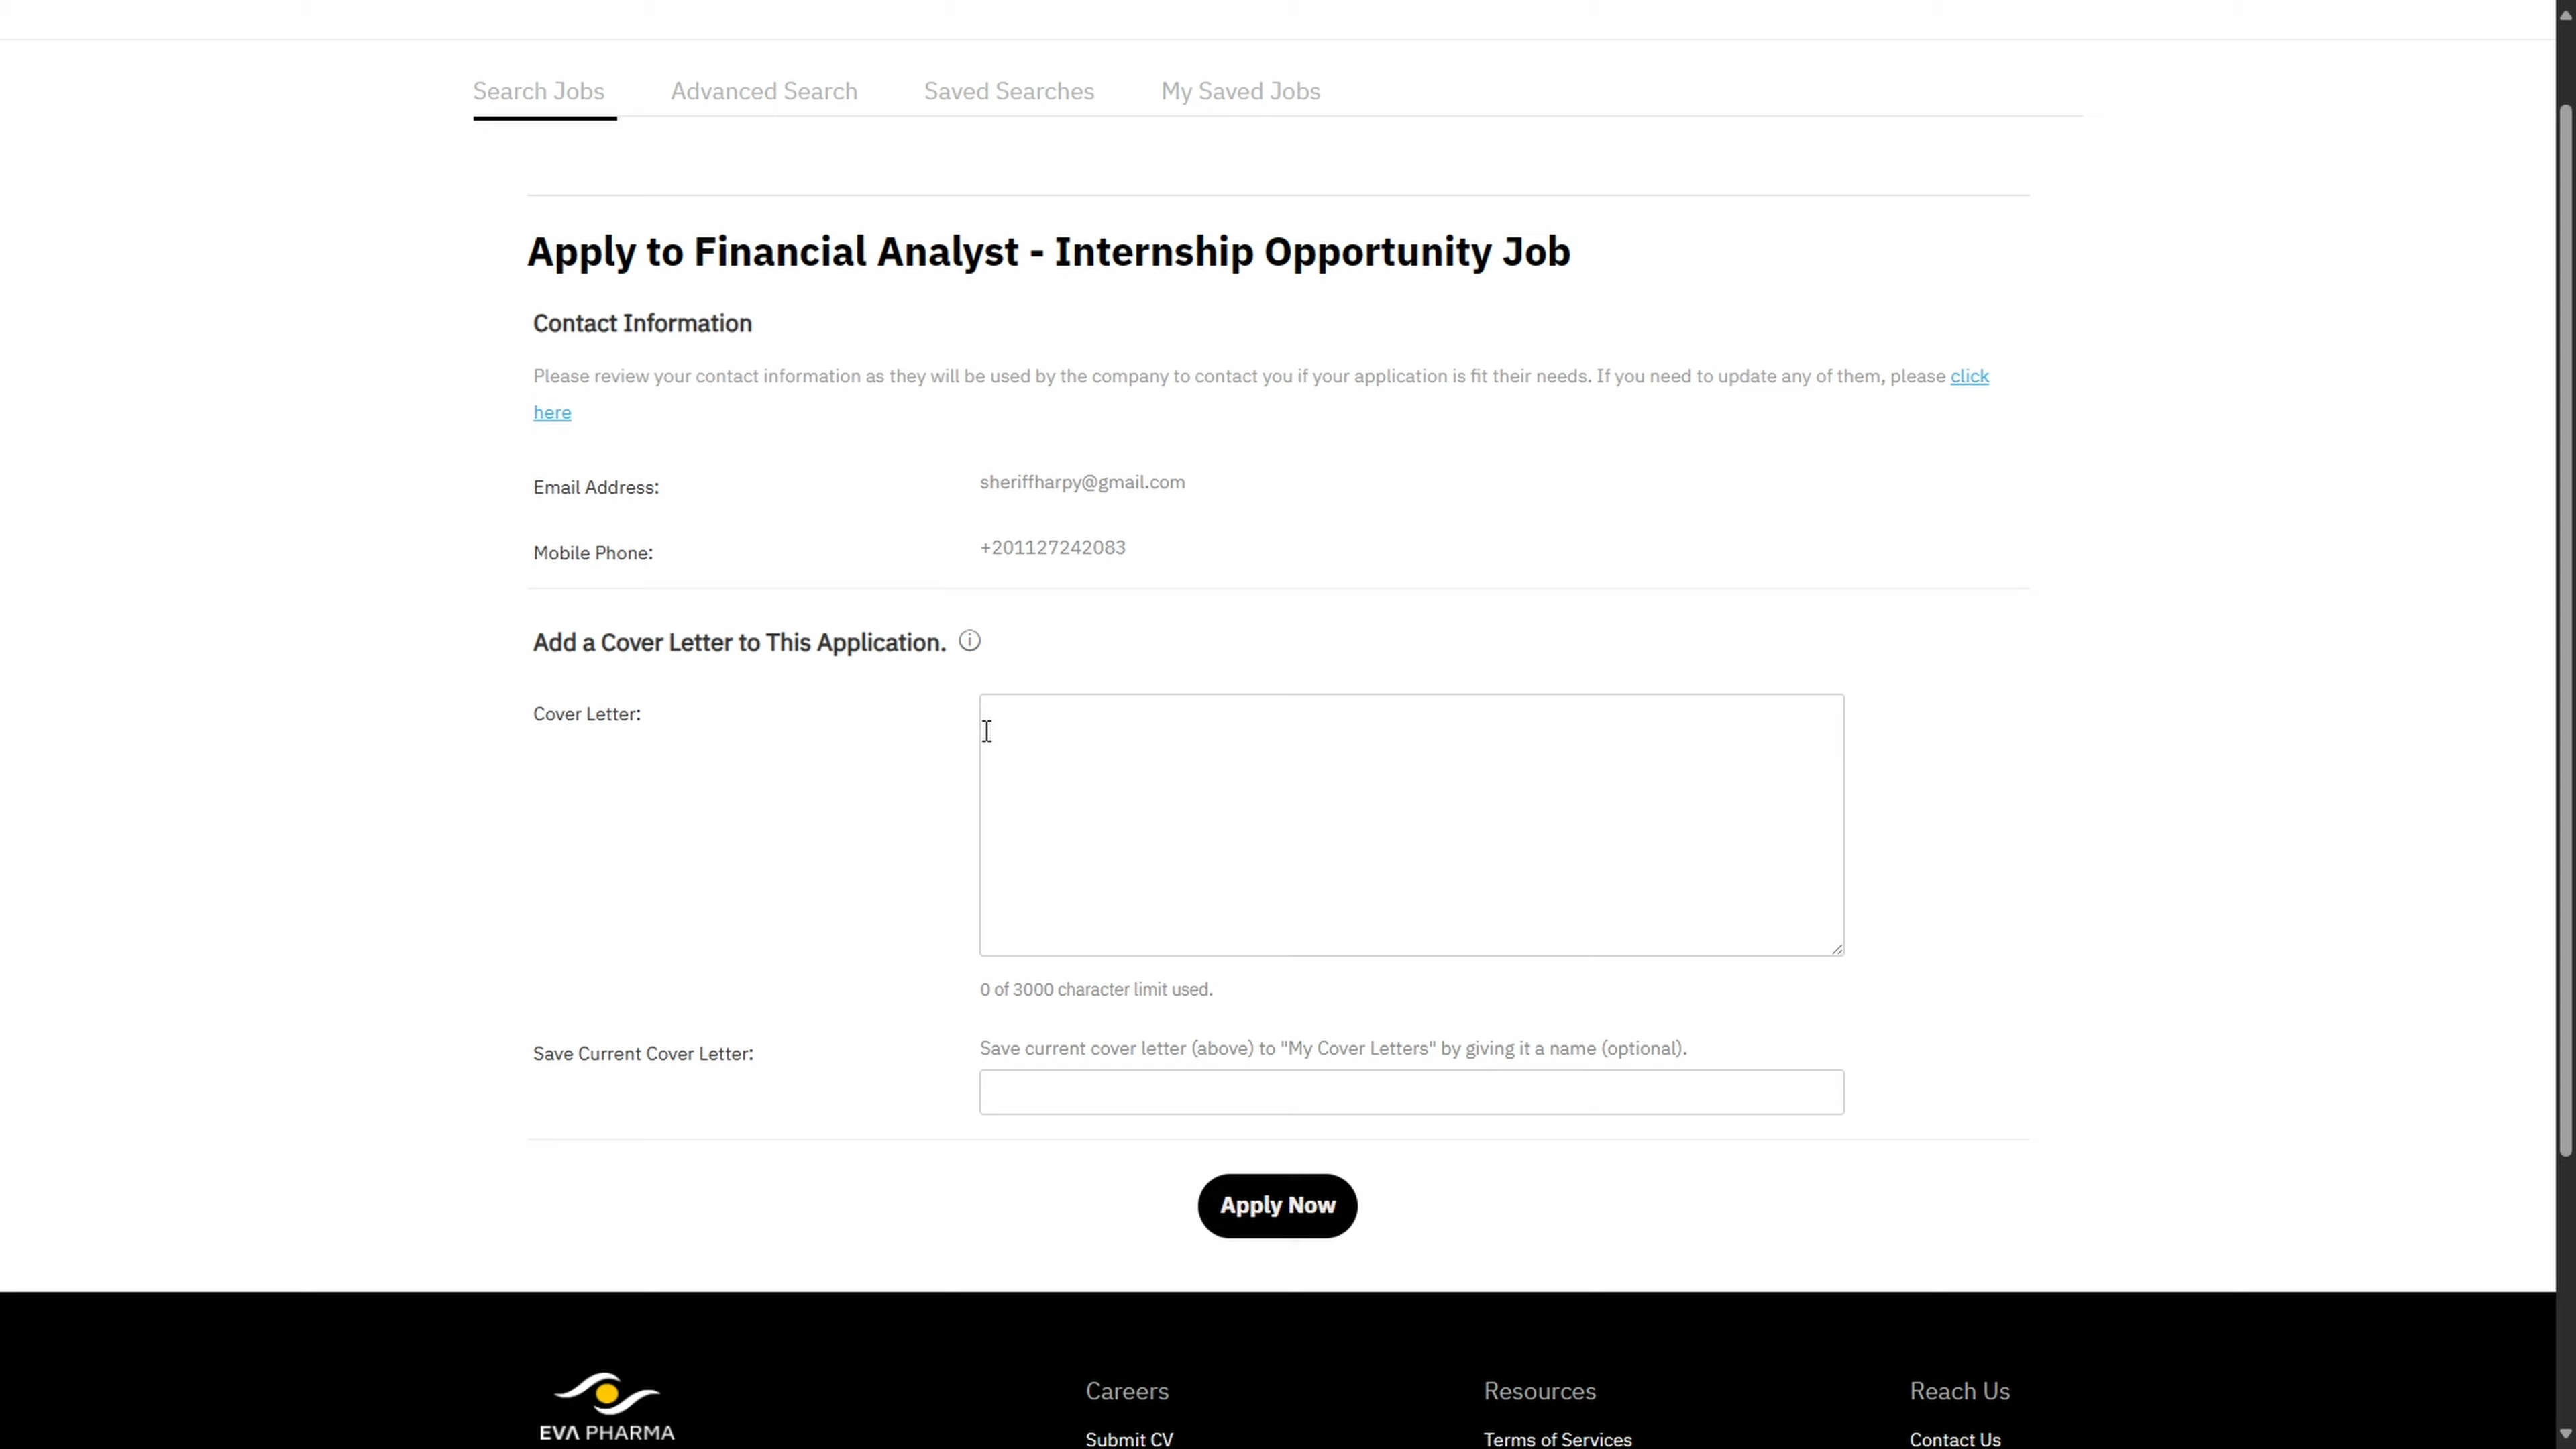 Search Jobs Advanced Search Saved Searches My Saved Jobs
Apply to Financial Analyst - Internship Opportunity Job
Contact Information
Please review your contact information as they will be used by the company to contact you if your application is fit their needs. If you need to update any of them, please click
here
Email Address: sheriffharpy@gmail.com
Mobile Phone: +201127242083
Add a Cover Letter to This Application.
Cover Letter:
0 of 3000 character limit used.
Save Current Cover Letter: Save current cover letter (above) to "My Cover Letters" by giving it a name (optional).
Apply Now
EVA PHARMA
Careers Resources Reach Us
Submit CV Terms of Services Contact Us